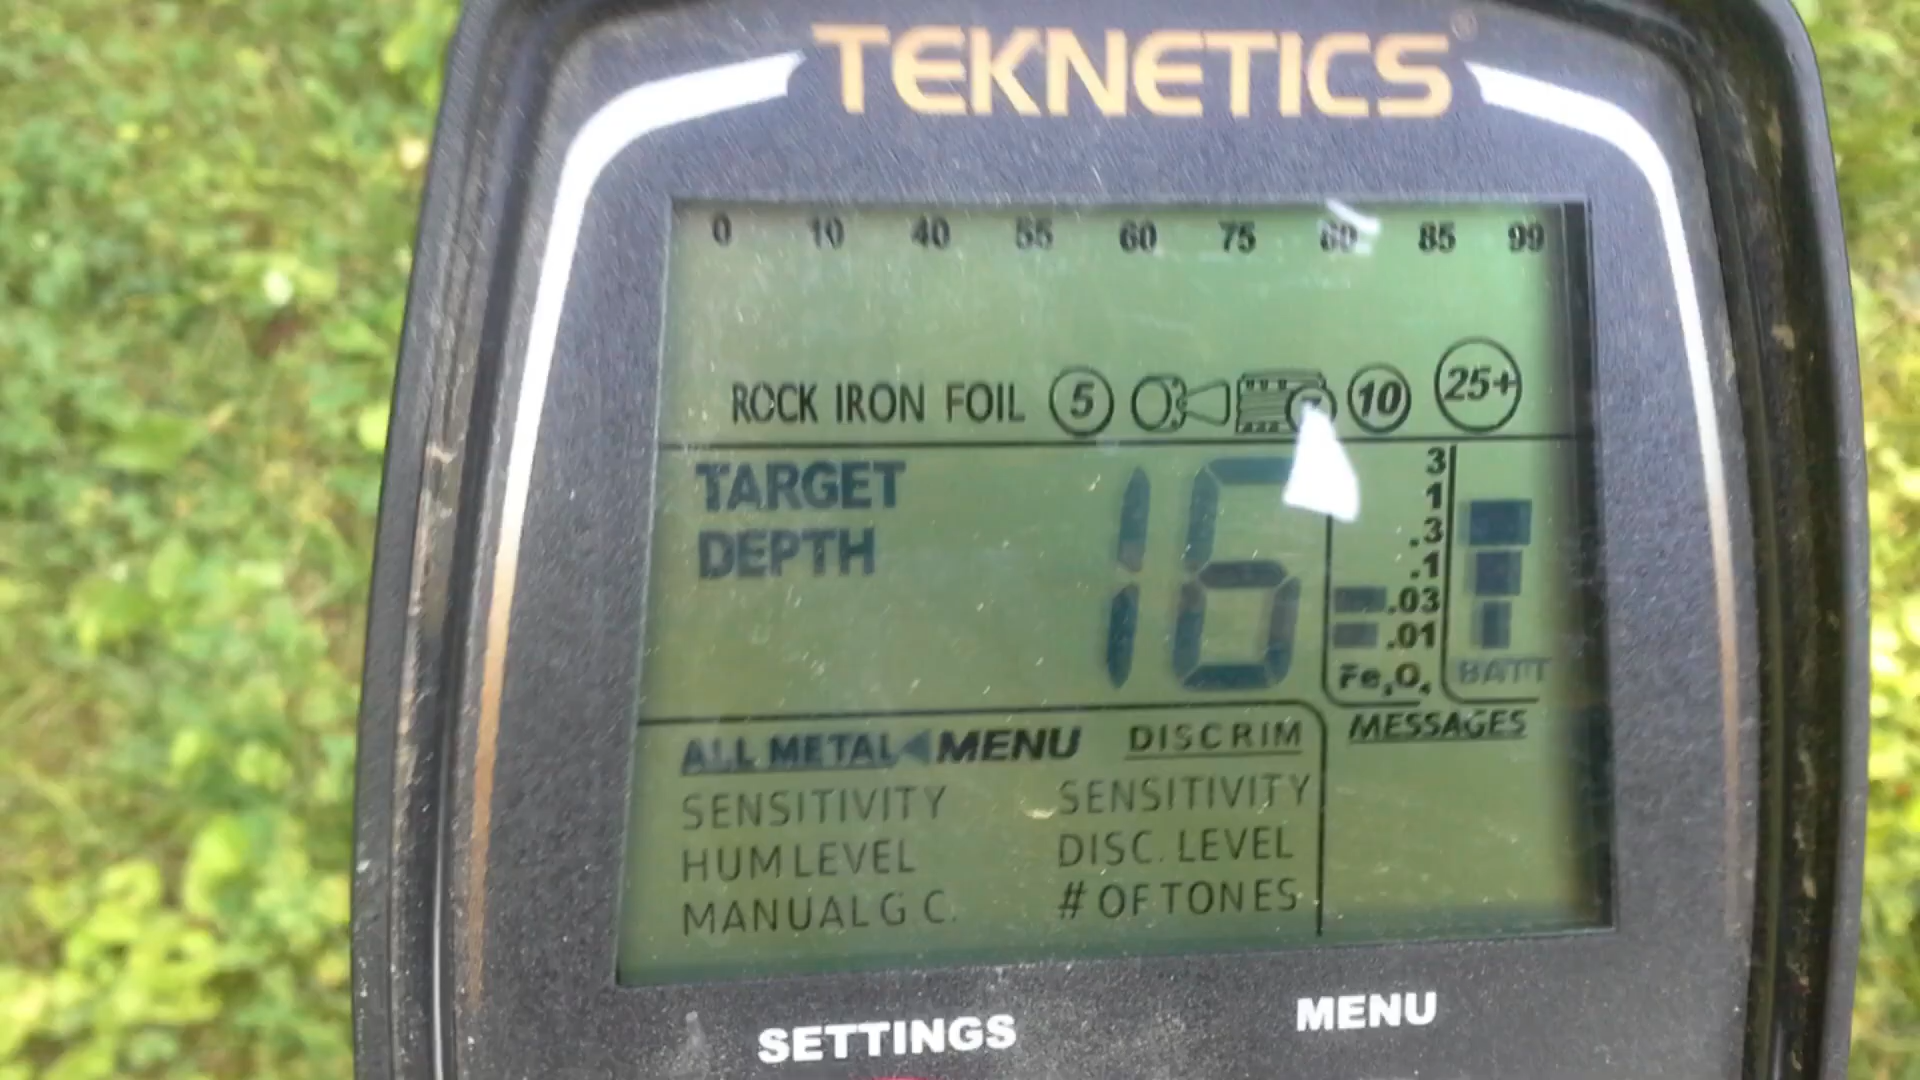 TEKNETICS®
0 10 40 55 60 75 80 85 99
ROCK IRON FOIL 5 10 25+
TARGET
DEPTH
16
3
1
.3
.1
.03
.01
Fe₃O₄
BATT
ALL METAL MENU DISCRIM
MESSAGES
SENSITIVITY SENSITIVITY
HUM LEVEL DISC. LEVEL
MANUAL G.C. # OF TONES
SETTINGS
MENU